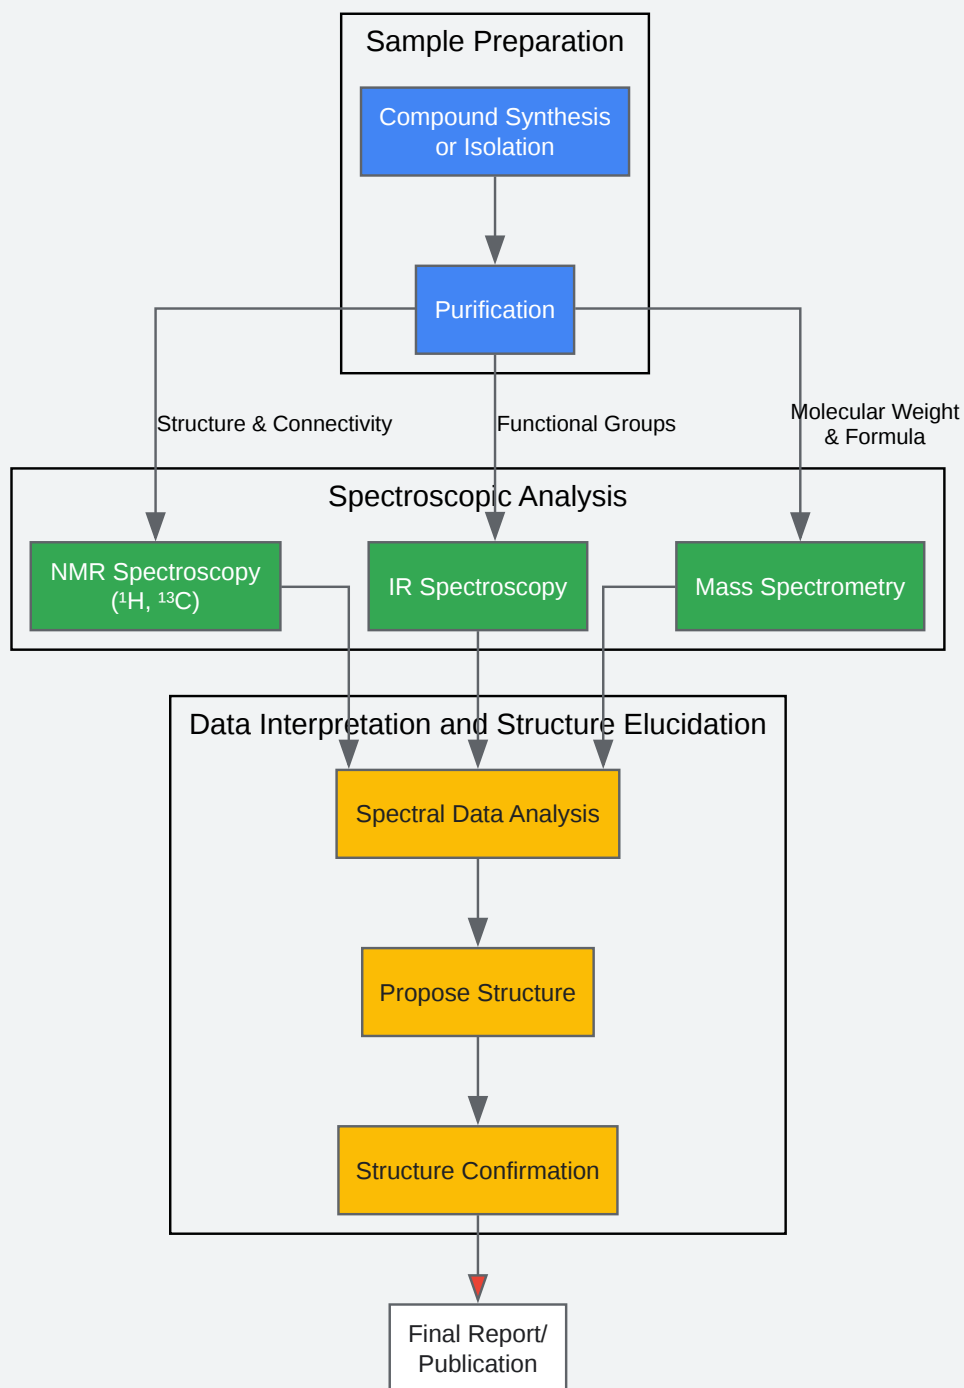 Sample Preparation
Compound Synthesis
or Isolation
Purification
Structure & Connectivity
Functional Groups
Molecular Weight
& Formula
Spectroscopic Analysis
NMR Spectroscopy
(¹H, ¹³C)
IR Spectroscopy
Mass Spectrometry
Data Interpretation and Structure Elucidation
Spectral Data Analysis
Propose Structure
Structure Confirmation
Final Report/
Publication